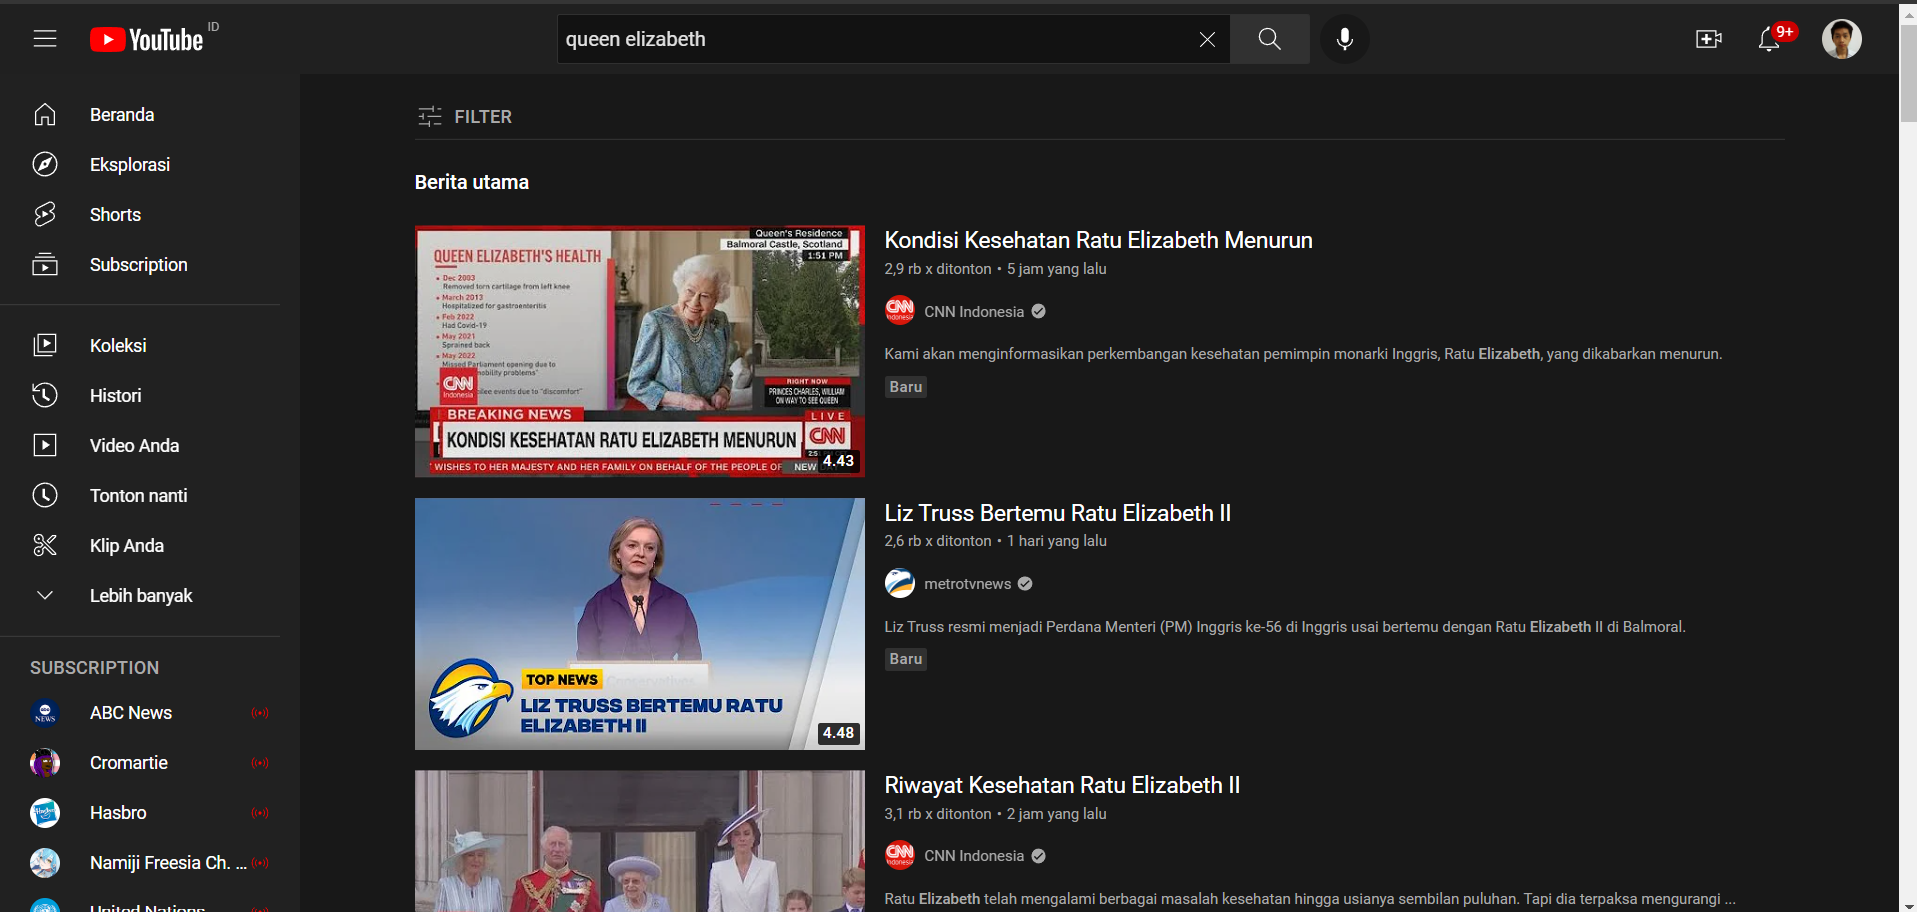 YouTube ID
queen elizabeth
9+
Beranda
Eksplorasi
Shorts
Subscription
Koleksi
Histori
Video Anda
Tonton nanti
Klip Anda
Lebih banyak
SUBSCRIPTION
ABC News
Cromartie
Hasbro
Namiji Freesia Ch. ...
United Nations
FILTER
Berita utama
Queen's Residence
Balmoral Castle, Scotland
1:51 PM
QUEEN ELIZABETH'S HEALTH
• Dec 2003
Removed torn cartilage from left knee
• March 2013
Hospitalized for gastroenteritis
• Feb 2022
Had Covid-19
• May 2021
Sprained back
• May 2022
Missed Parliament opening due to
mobility problems"
events due to "discomfort"
CNN
Indonesia
RIGHT NOW
PRINCES CHARLES, WILLIAM
ON WAY TO SEE QUEEN
BREAKING NEWS
LIVE
KONDISI KESEHATAN RATU ELIZABETH MENURUN
CNN
WISHES TO HER MAJESTY AND HER FAMILY ON BEHALF OF THE PEOPLE OF
NEW
4.43
Kondisi Kesehatan Ratu Elizabeth Menurun
2,9 rb x ditonton • 5 jam yang lalu
CNN Indonesia
Kami akan menginformasikan perkembangan kesehatan pemimpin monarki Inggris, Ratu Elizabeth, yang dikabarkan menurun.
Baru
TOP NEWS
Conservatives
LIZ TRUSS BERTEMU RATU
ELIZABETH II
4.48
Liz Truss Bertemu Ratu Elizabeth II
2,6 rb x ditonton • 1 hari yang lalu
metrotvnews
Liz Truss resmi menjadi Perdana Menteri (PM) Inggris ke-56 di Inggris usai bertemu dengan Ratu Elizabeth II di Balmoral.
Baru
Riwayat Kesehatan Ratu Elizabeth II
3,1 rb x ditonton • 2 jam yang lalu
CNN Indonesia
Ratu Elizabeth telah mengalami berbagai masalah kesehatan hingga usianya sembilan puluhan. Tapi dia terpaksa mengurangi ...